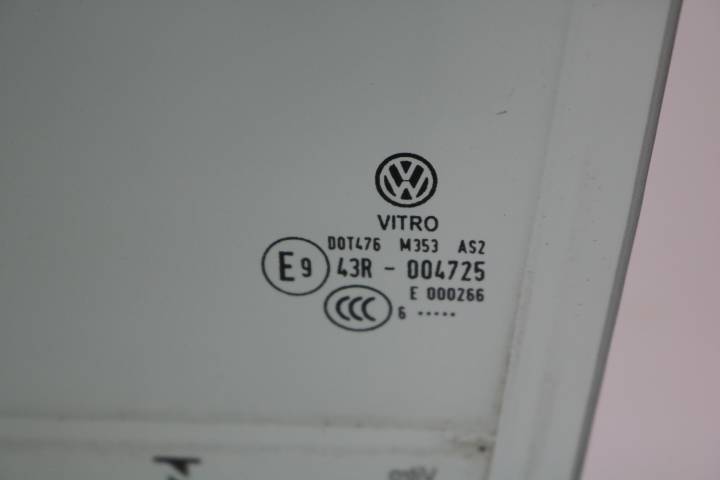 VITRO
DOT476 M353 AS2
E9 43R - 004725
E 000266
CCC 6 •••••